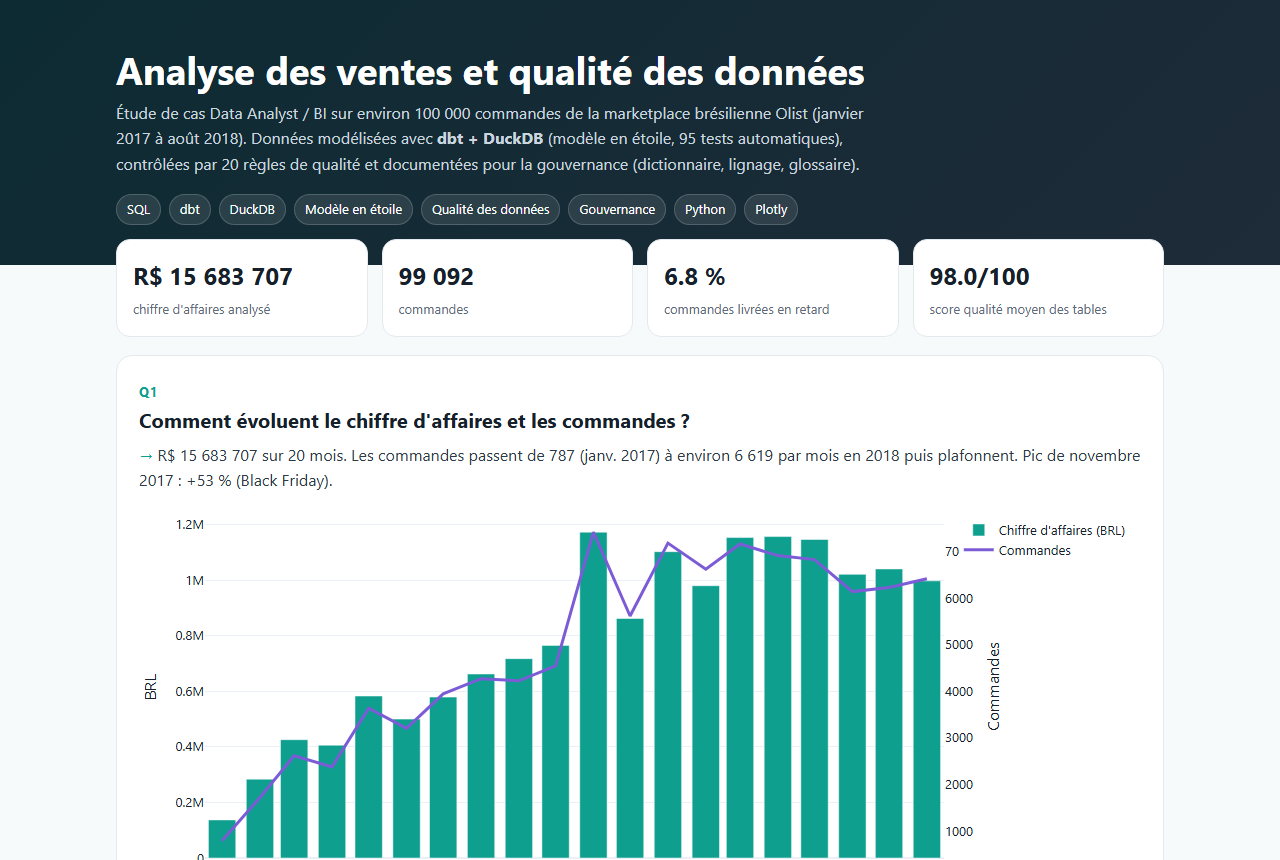 Analyse des ventes et qualité des données
Étude de cas Data Analyst / BI sur environ 100 000 commandes de la marketplace brésilienne Olist (janvier
2017 à août 2018). Données modélisées avec dbt + DuckDB (modèle en étoile, 95 tests automatiques),
contrôlées par 20 règles de qualité et documentées pour la gouvernance (dictionnaire, lignage, glossaire).
SQL dbt DuckDB Modèle en étoile Qualité des données Gouvernance Python Plotly
R$ 15 683 707 99 092 6.8 % 98.0/100
chiffre d'affaires analysé commandes commandes livrées en retard score qualité moyen des tables
Q1
Comment évoluent le chiffre d'affaires et les commandes ?
→ R$ 15 683 707 sur 20 mois. Les commandes passent de 787 (janv. 2017) à environ 6 619 par mois en 2018 puis plafonnent. Pic de novembre
2017 : +53 % (Black Friday).
1.2M
Chiffre d'affaires (BRL)
70
Commandes
1M
6000
0.8M
5000
0.6M
4000
BRL
Commandes
0.4M
3000
0.2M
2000
1000
0